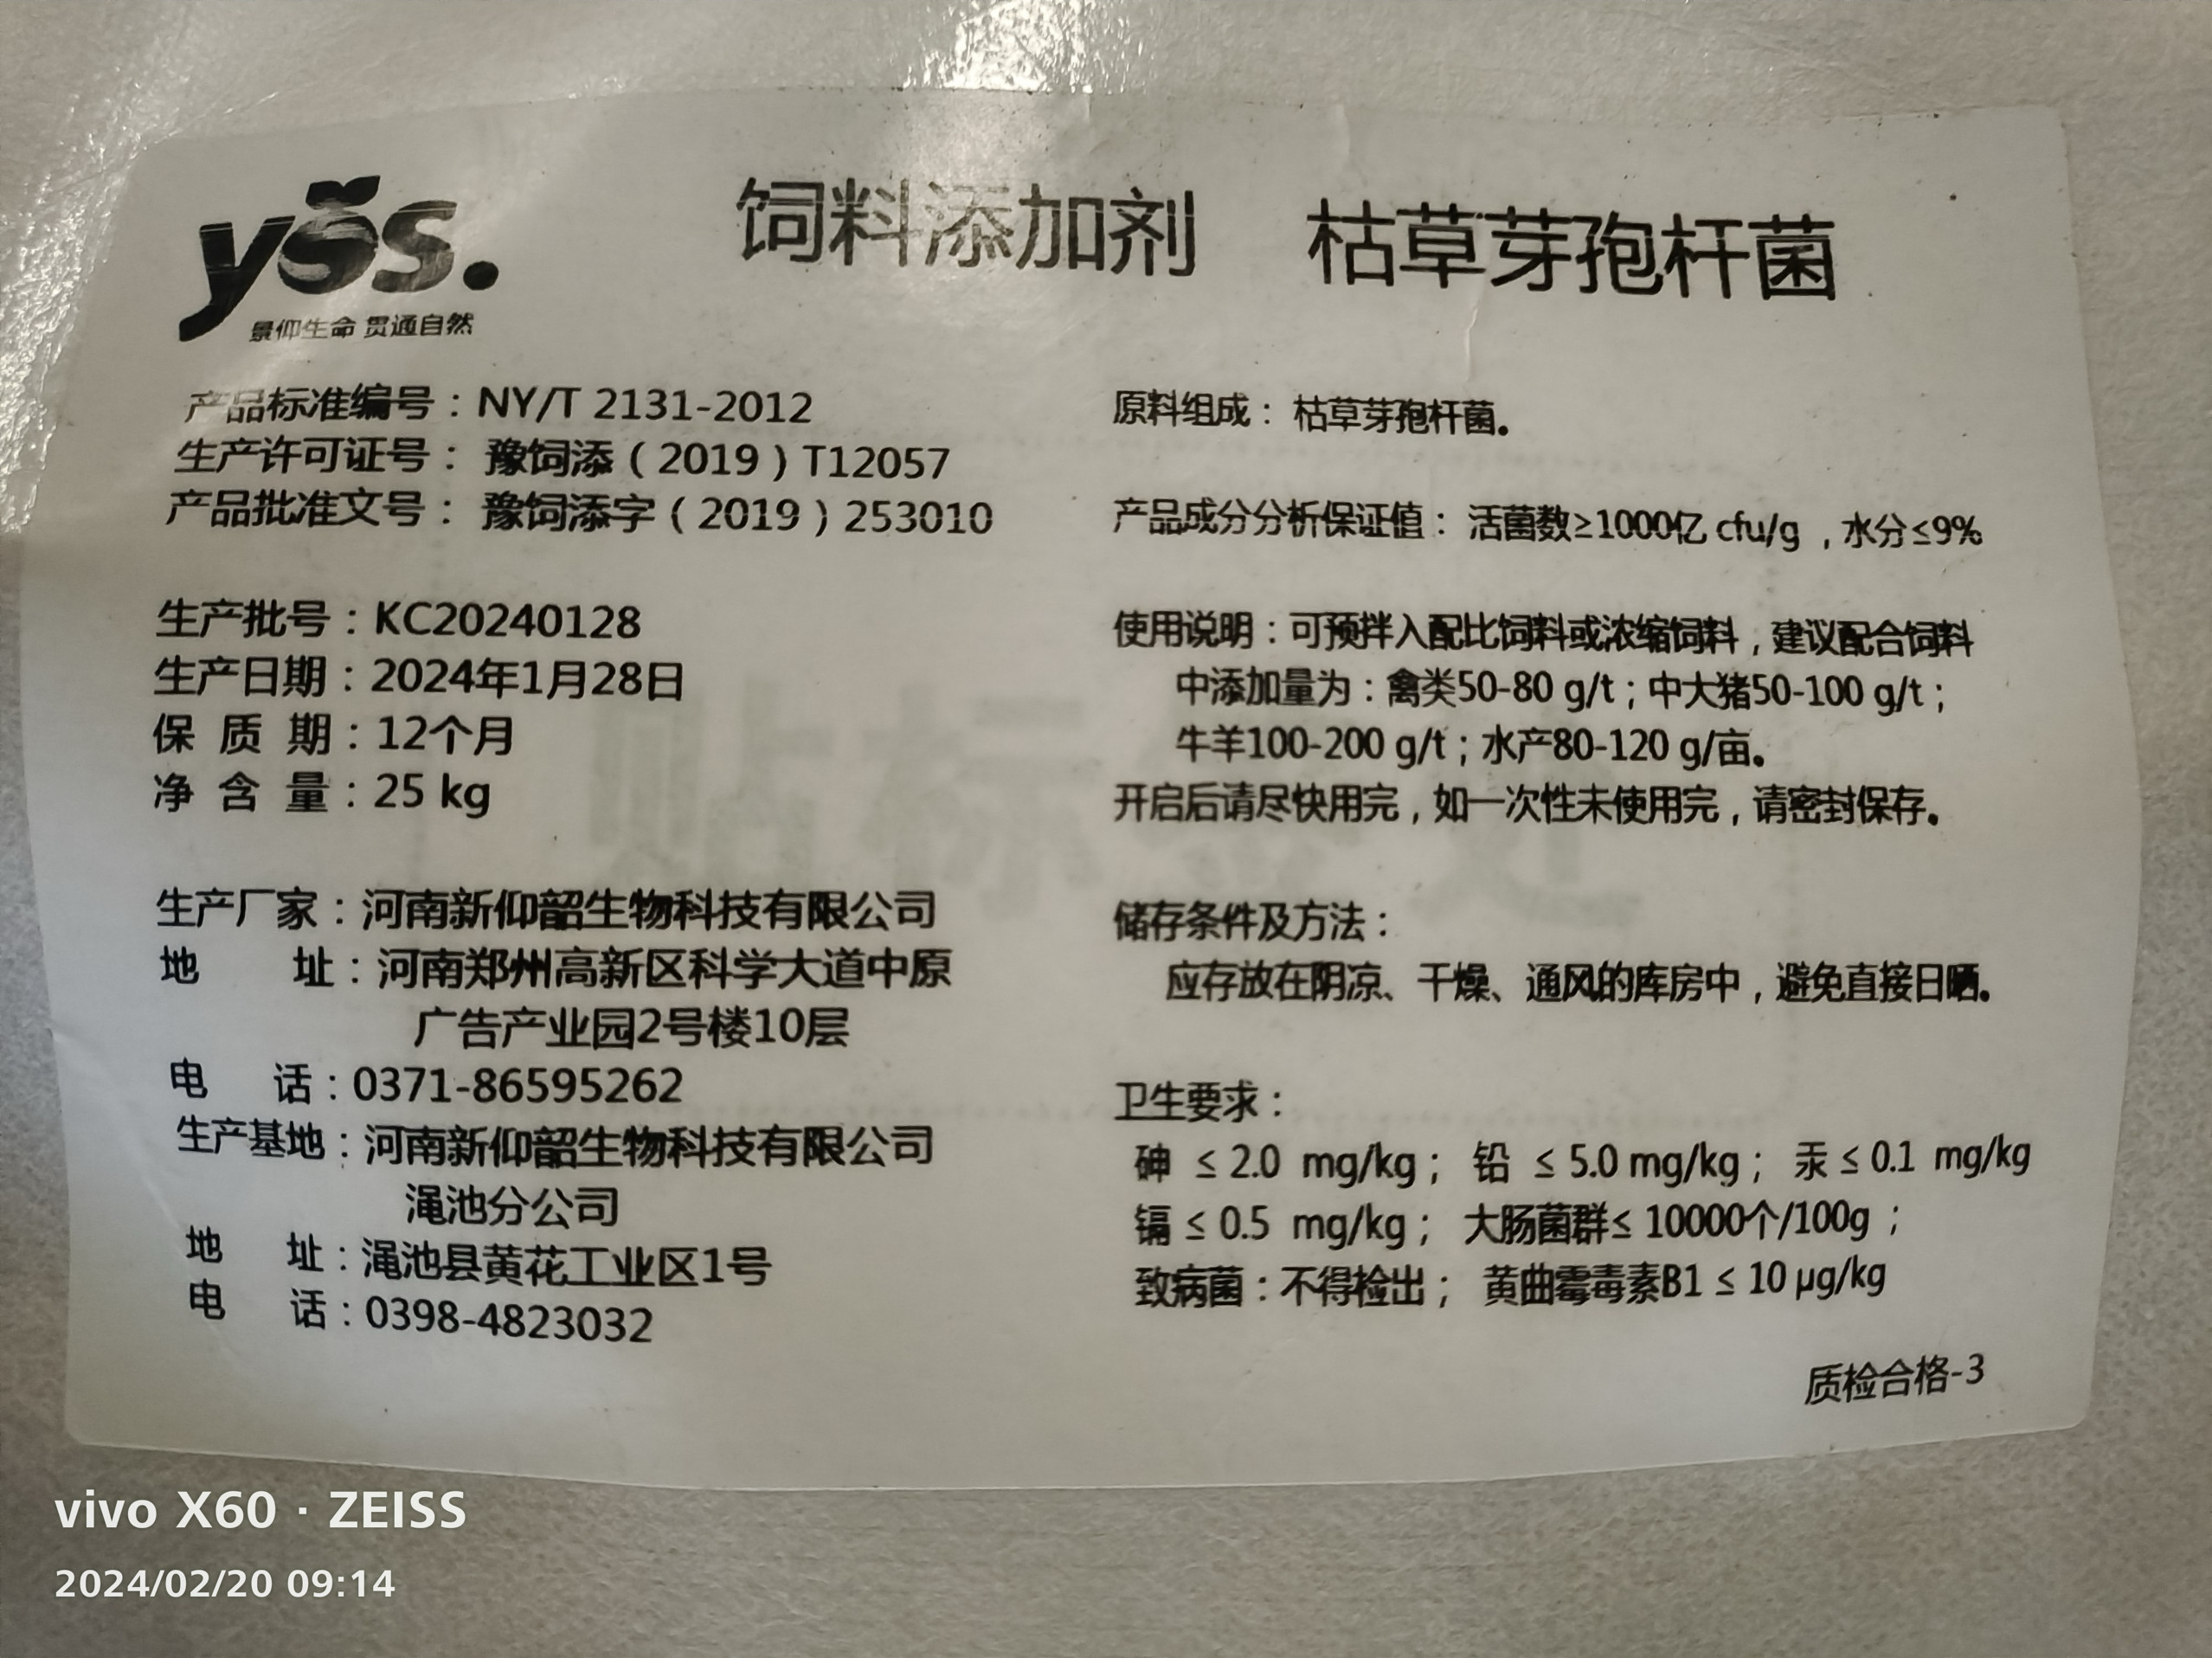 yos.
景仰生命 贯通自然
饲料添加剂 枯草芽孢杆菌
产品标准编号：NY/T 2131-2012
生产许可证号： 豫饲添（2019）T12057
产品批准文号： 豫饲添字（2019）253010
生产批号：KC20240128
生产日期：2024年1月28日
保 质 期：12个月
净 含 量：25 kg
生产厂家：河南新仰韶生物科技有限公司
地 址：河南郑州高新区科学大道中原
广告产业园2号楼10层
电 话：0371-86595262
生产基地：河南新仰韶生物科技有限公司
渑池分公司
地 址：渑池县黄花工业区1号
电 话：0398-4823032
原料组成： 枯草芽孢杆菌。
产品成分分析保证值： 活菌数≥1000亿 cfu/g ，水分≤9%
使用说明：可预拌入配比饲料或浓缩饲料，建议配合饲料
中添加量为：禽类50-80 g/t；中大猪50-100 g/t；
牛羊100-200 g/t；水产80-120 g/亩。
开启后请尽快用完，如一次性未使用完，请密封保存。
储存条件及方法：
应存放在阴凉、干燥、通风的库房中，避免直接日晒。
卫生要求：
砷 ≤ 2.0 mg/kg； 铅 ≤ 5.0 mg/kg； 汞 ≤ 0.1 mg/kg
镉 ≤ 0.5 mg/kg； 大肠菌群≤ 10000个/100g ；
致病菌：不得检出； 黄曲霉毒素B1 ≤ 10 μg/kg
质检合格-3
vivo X60 · ZEISS
2024/02/20 09:14